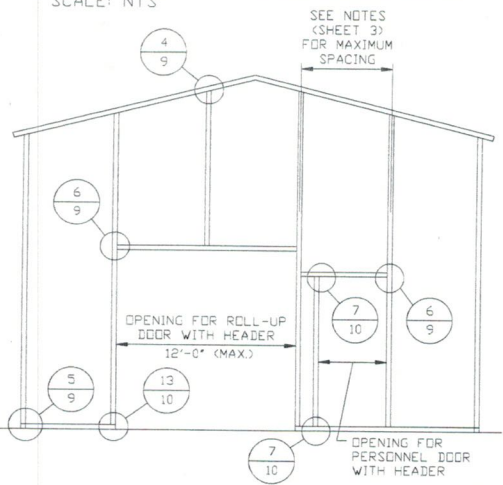 SCALE: NTS
SEE NOTES
(SHEET 3)
FOR MAXIMUM
SPACING
4
9
6
9
OPENING FOR ROLL-UP
DOOR WITH HEADER
12'-0" (MAX.)
7
10
6
9
5
9
13
10
7
10
OPENING FOR
PERSONNEL DOOR
WITH HEADER